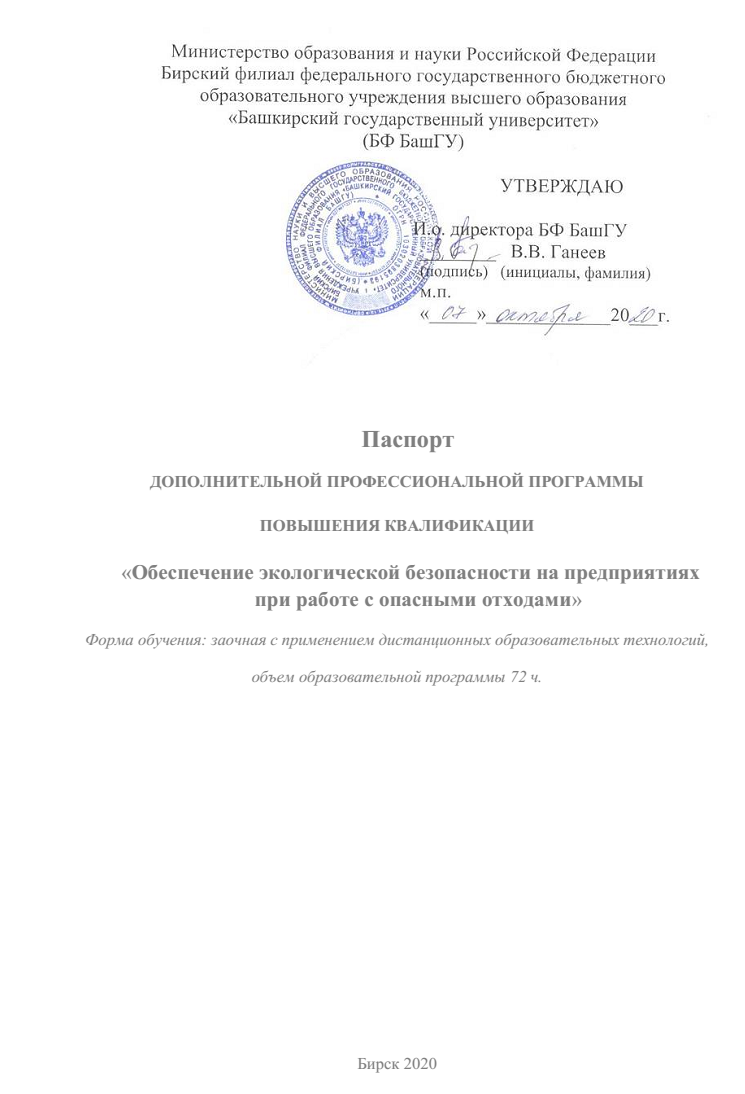 Министерство образования и науки Российской Федерации
Бирский филиал федерального государственного бюджетного
образовательного учреждения высшего образования
«Башкирский государственный университет»
(БФ БашГУ)
УТВЕРЖДАЮ
И.о. директора БФ БашГУ
В.В. Ганеев
(подпись) (инициалы, фамилия)
м.п.
«07» октября 2020 г.
Паспорт
ДОПОЛНИТЕЛЬНОЙ ПРОФЕССИОНАЛЬНОЙ ПРОГРАММЫ
ПОВЫШЕНИЯ КВАЛИФИКАЦИИ
«Обеспечение экологической безопасности на предприятиях
при работе с опасными отходами»
Форма обучения: заочная с применением дистанционных образовательных технологий,
объем образовательной программы 72 ч.
Бирск 2020